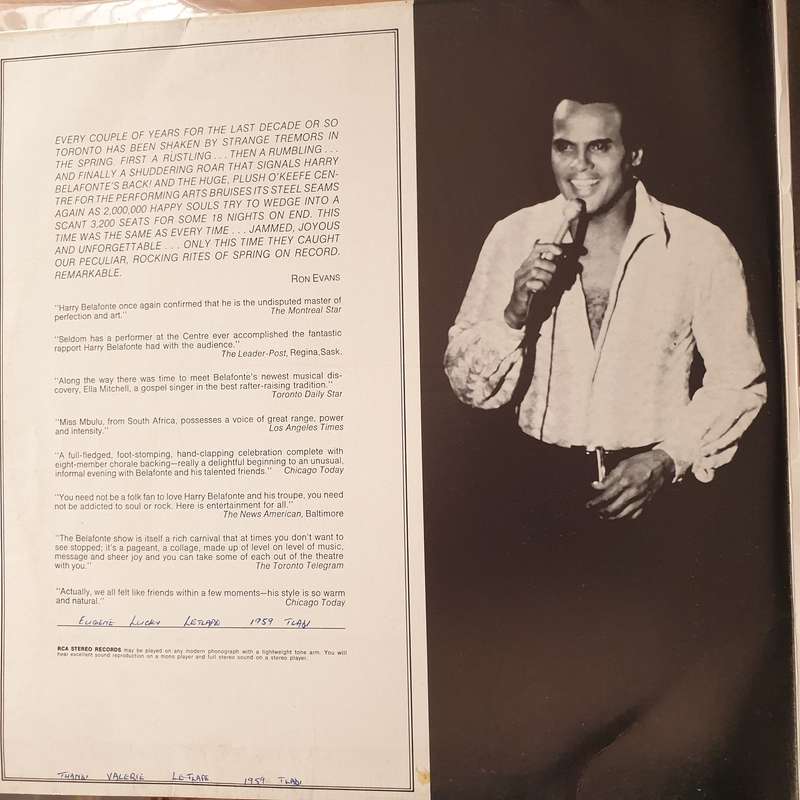 EVERY COUPLE OF YEARS FOR THE LAST DECADE OR SO
TORONTO HAS BEEN SHAKEN BY STRANGE TREMORS IN
THE SPRING. FIRST A RUSTLING . . . THEN A RUMBLING . . .
AND FINALLY A SHUDDERING ROAR THAT SIGNALS HARRY
BELAFONTE'S BACK! AND THE HUGE, PLUSH O'KEEFE CEN-
TRE FOR THE PERFORMING ARTS BRUISES ITS STEEL SEAMS
AGAIN AS 2,000,000 HAPPY SOULS TRY TO WEDGE INTO A
SCANT 3,200 SEATS FOR SOME 18 NIGHTS ON END. THIS
TIME WAS THE SAME AS EVERY TIME . . . JAMMED, JOYOUS
AND UNFORGETTABLE . . . ONLY THIS TIME THEY CAUGHT
OUR PECULIAR, ROCKING RITES OF SPRING ON RECORD.
REMARKABLE.
RON EVANS
"Harry Belafonte once again confirmed that he is the undisputed master of
perfection and art." The Montreal Star
"Seldom has a performer at the Centre ever accomplished the fantastic
rapport Harry Belafonte had with the audience."
The Leader-Post, Regina,Sask.
"Along the way there was time to meet Belafonte's newest musical dis-
covery, Ella Mitchell, a gospel singer in the best rafter-raising tradition."
Toronto Daily Star
"Miss Mbulu, from South Africa, possesses a voice of great range, power
and intensity." Los Angeles Times
"A full-fledged, foot-stomping, hand-clapping celebration complete with
eight-member chorale backing—really a delightful beginning to an unusual,
informal evening with Belafonte and his talented friends." Chicago Today
"You need not be a folk fan to love Harry Belafonte and his troupe, you need
not be addicted to soul or rock. Here is entertainment for all."
The News American, Baltimore
"The Belafonte show is itself a rich carnival that at times you don't want to
see stopped; it's a pageant, a collage, made up of level on level of music,
message and sheer joy and you can take some of each out of the theatre
with you." The Toronto Telegram
"Actually, we all felt like friends within a few moments—his style is so warm
and natural." Chicago Today
EUGENE LUCKY LETLAPE 1959 TLADI
RCA STEREO RECORDS may be played on any modern phonograph with a lightweight tone arm. You will
hear excellent sound reproduction on a mono player and full stereo sound on a stereo player.
THANDI VALERIE LETLAPE 1959 TLADI